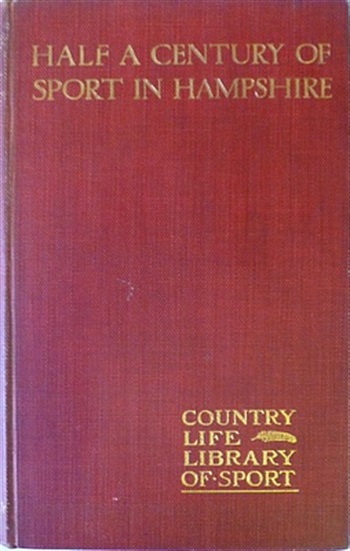 HALF A CENTURY OF
SPORT IN HAMPSHIRE
COUNTRY
LIFE
LIBRARY
OF·SPORT